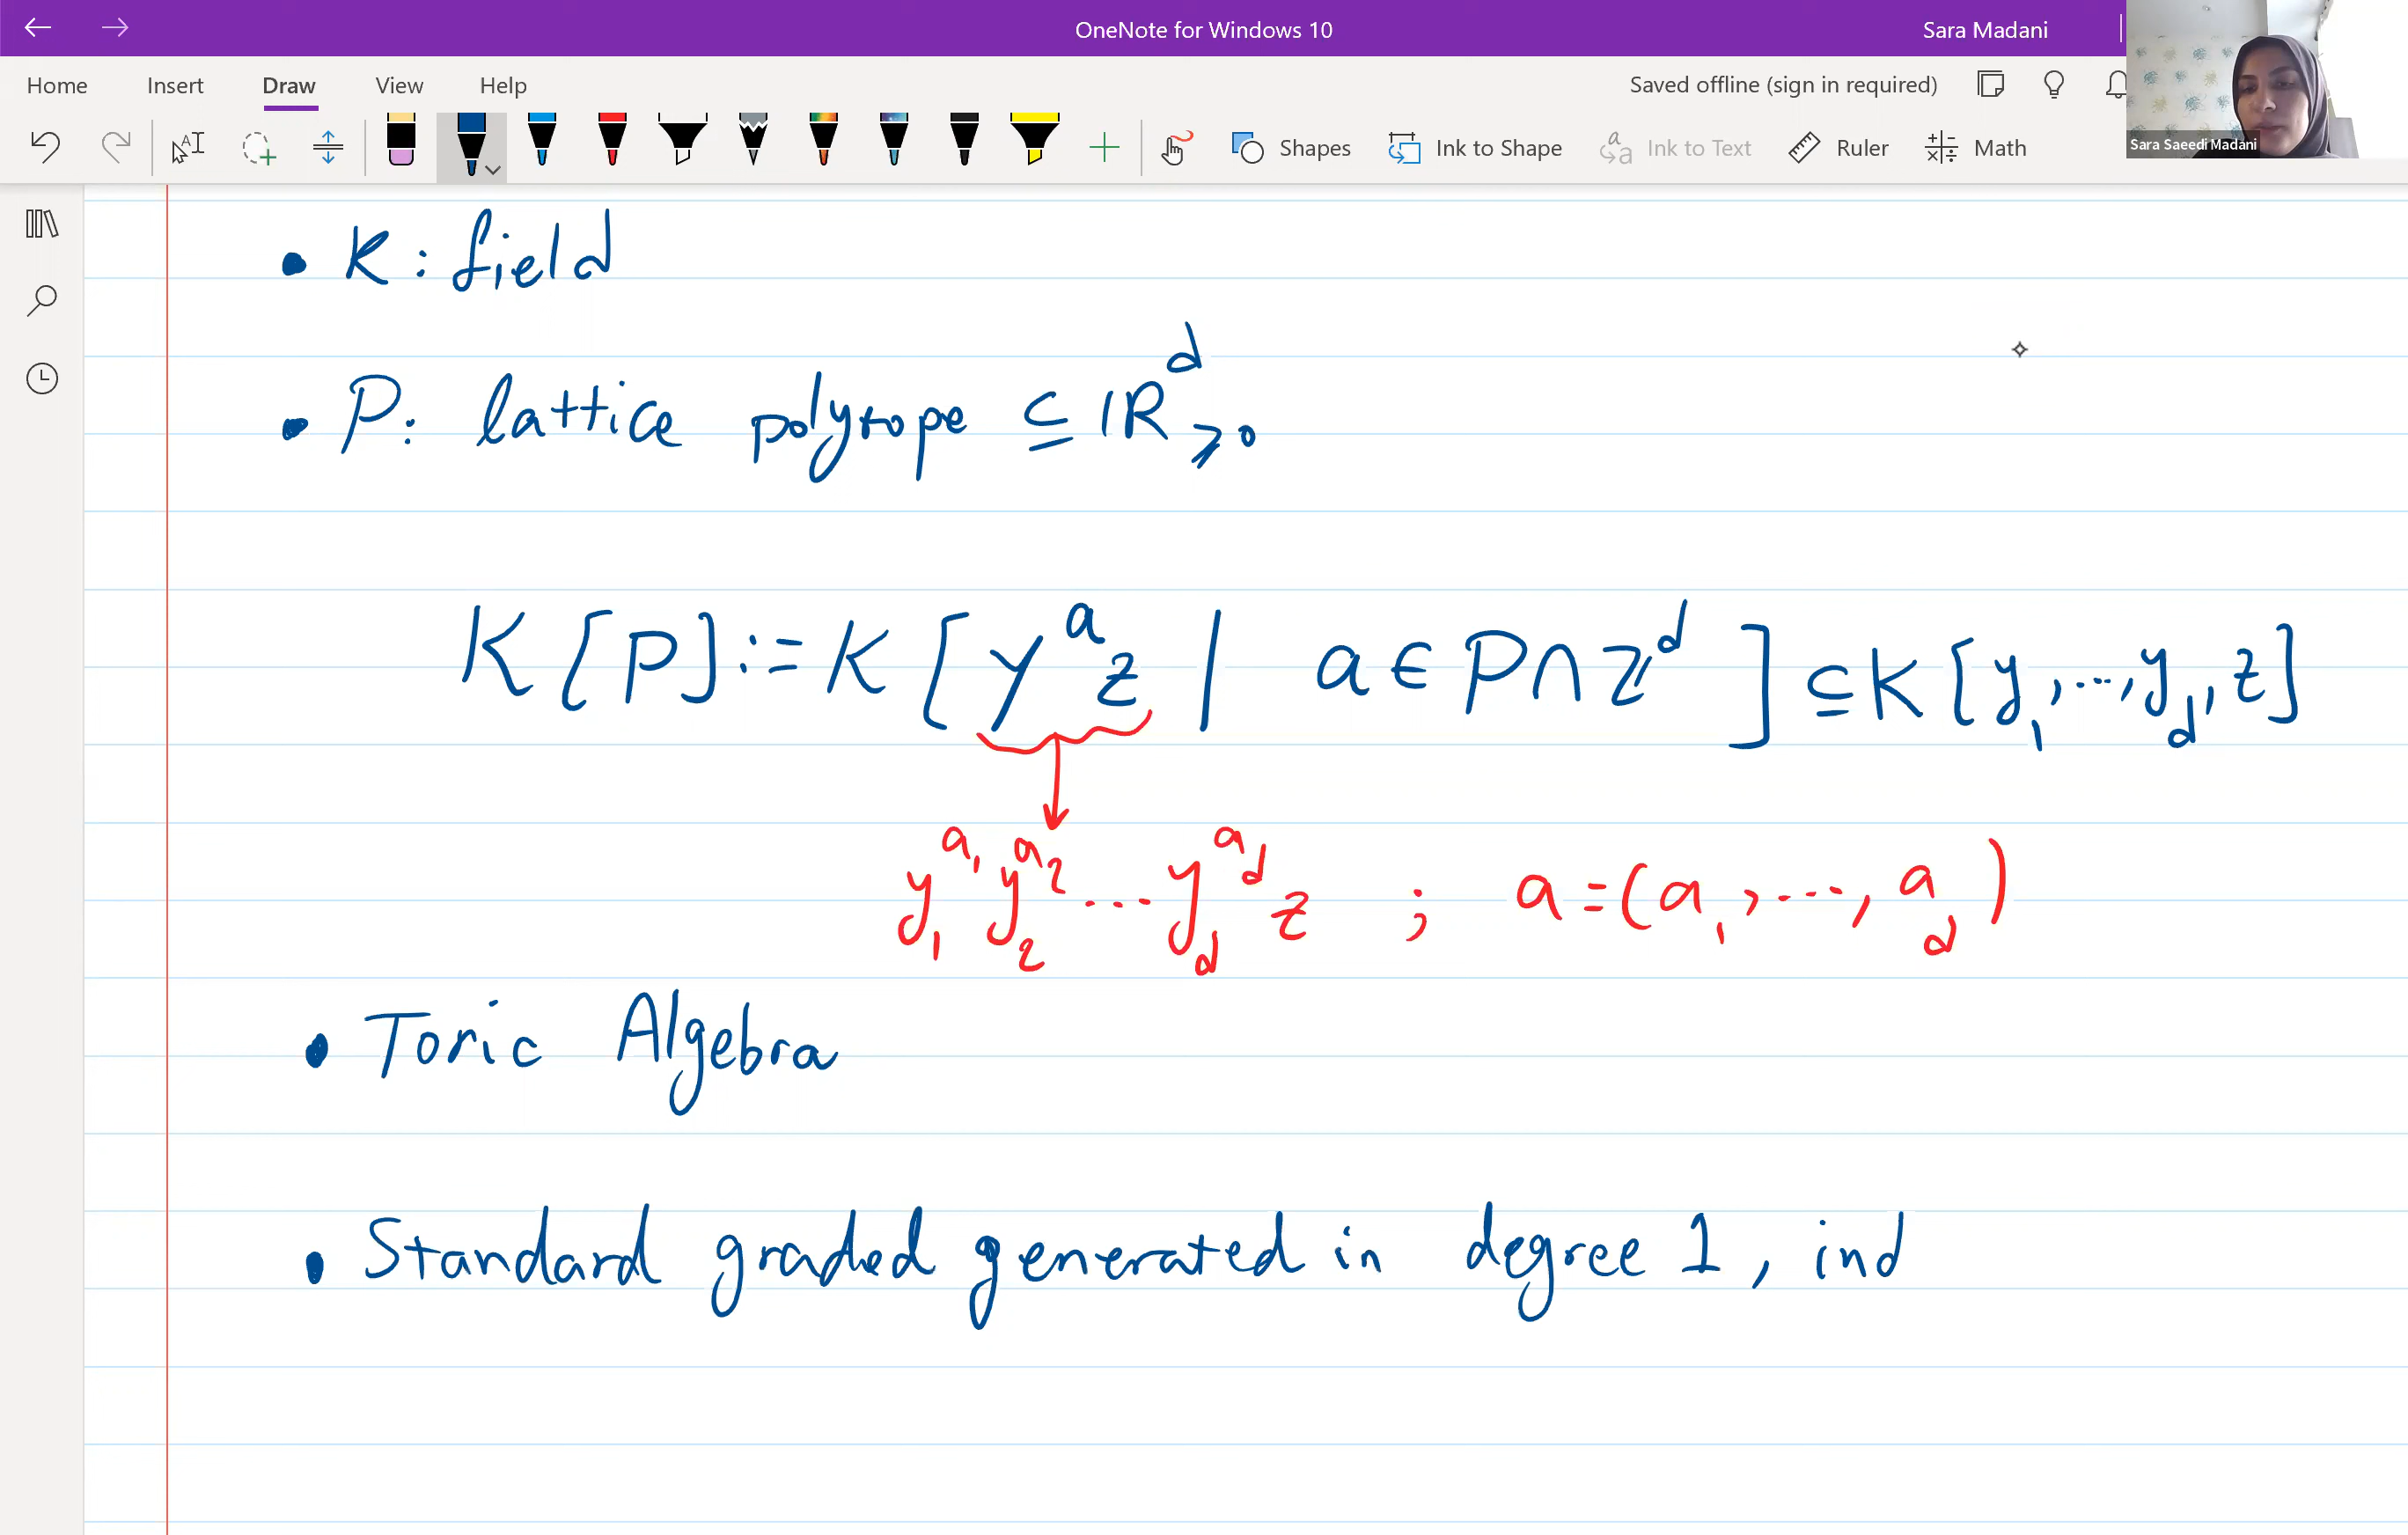 OneNote for Windows 10
Sara Madani
Home Insert Draw View Help
Saved offline (sign in required)
Shapes Ink to Shape Ink to Text Ruler Math
Sara Saeedi Madani
• K : field
• P : lattice polytope ⊆ ℝ^d_{≥0}
K[P] := K[y^a z | a ∈ P ∩ ℤ^d] ⊆ K[y_1, ..., y_d, z]
y_1^{a_1} y_2^{a_2} ... y_d^{a_d} z ; a = (a_1, ..., a_d)
• Toric Algebra
• Standard graded generated in degree 1, ind